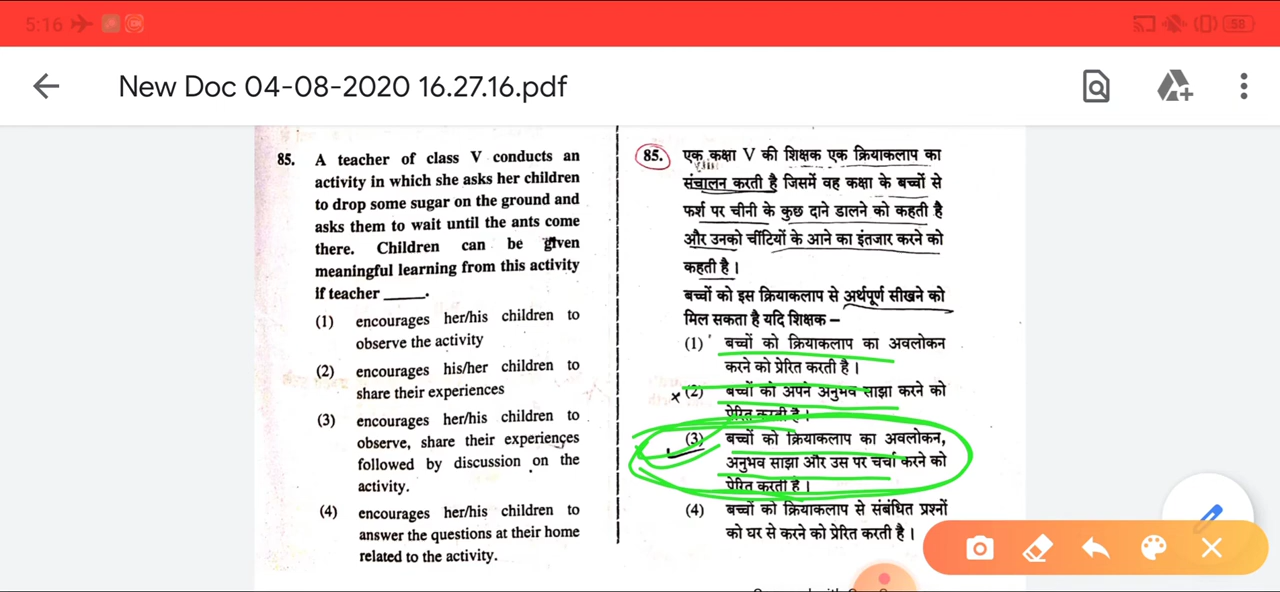 5:16
58
New Doc 04-08-2020 16.27.16.pdf
85. A teacher of class V conducts an
activity in which she asks her children
to drop some sugar on the ground and
asks them to wait until the ants come
there. Children can be given
meaningful learning from this activity
if teacher _____.
(1) encourages her/his children to
observe the activity
(2) encourages his/her children to
share their experiences
(3) encourages her/his children to
observe, share their experiences
followed by discussion on the
activity.
(4) encourages her/his children to
answer the questions at their home
related to the activity.
85. एक कक्षा V की शिक्षक एक क्रियाकलाप का
संचालन करती है जिसमें वह कक्षा के बच्चों से
फर्श पर चीनी के कुछ दाने डालने को कहती है
और उनको चींटियों के आने का इंतजार करने को
कहती है।
बच्चों को इस क्रियाकलाप से अर्थपूर्ण सीखने को
मिल सकता है यदि शिक्षक –
(1) बच्चों को क्रियाकलाप का अवलोकन
करने को प्रेरित करती है।
(2) बच्चों को अपने अनुभव साझा करने को
प्रेरित करती है।
(3) बच्चों को क्रियाकलाप का अवलोकन,
अनुभव साझा और उस पर चर्चा करने को
प्रेरित करती है।
(4) बच्चों को क्रियाकलाप से संबंधित प्रश्नों
को घर से करने को प्रेरित करती है।